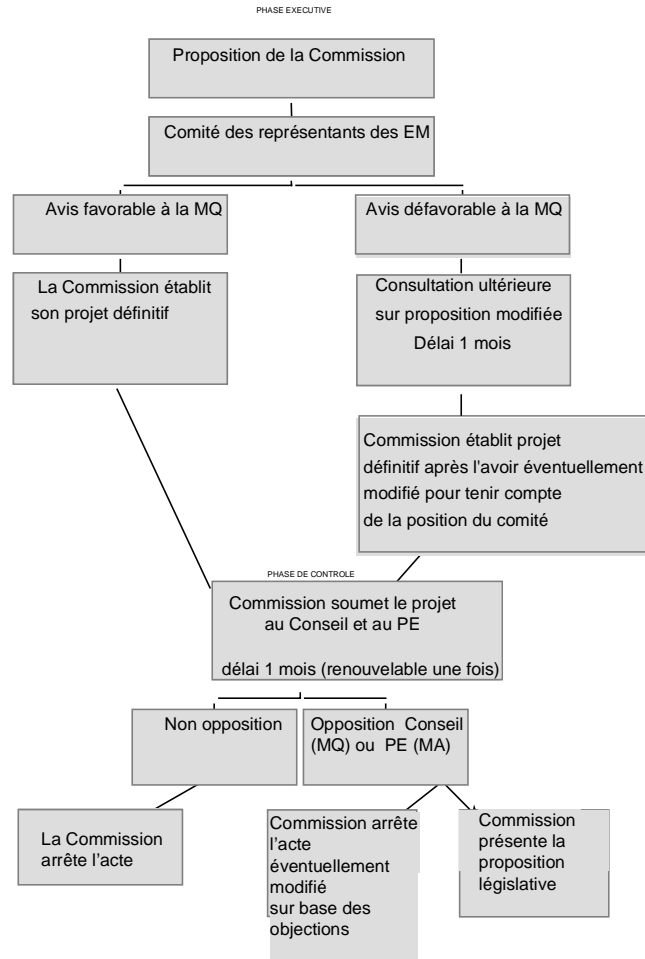 PHASE EXECUTIVE
Proposition de la Commission
Comité des représentants des EM
Avis favorable à la MQ
Avis défavorable à la MQ
La Commission établit
son projet définitif
Consultation ultérieure
sur proposition modifiée
Délai 1 mois
Commission établit projet
définitif après l'avoir éventuellement
modifié pour tenir compte
de la position du comité
PHASE DE CONTROLE
Commission soumet le projet
au Conseil et au PE
délai 1 mois (renouvelable une fois)
Non opposition
Opposition Conseil
(MQ) ou PE (MA)
La Commission
arrête l’acte
Commission arrête
l’acte
éventuellement
modifié
sur base des
objections
Commission
présente la
proposition
législative